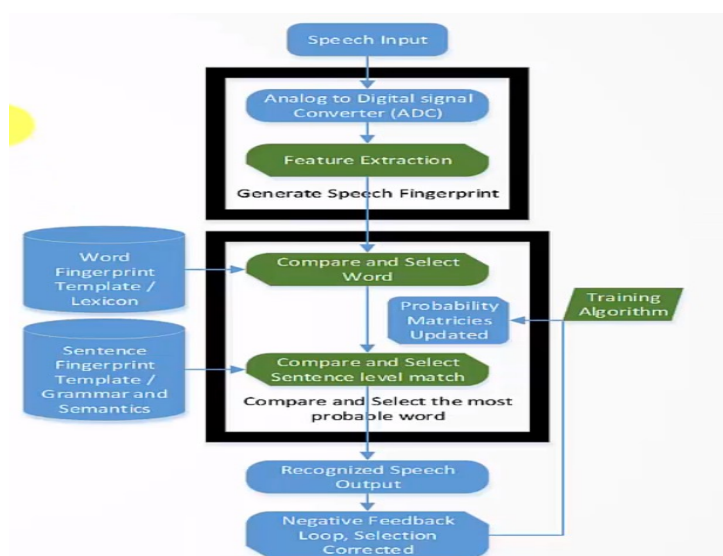 Speech Input
Analog to Digital signal
Converter (ADC)
Feature Extraction
Generate Speech Fingerprint
Word
Fingerprint
Template /
Lexicon
Compare and Select
Word
Probability
Matricies
Updated
Training
Algorithm
Sentence
Fingerprint
Template /
Grammar and
Semantics
Compare and Select
Sentence level match
Compare and Select the most
probable word
Recognized Speech
Output
Negative Feedback
Loop, Selection
Corrected